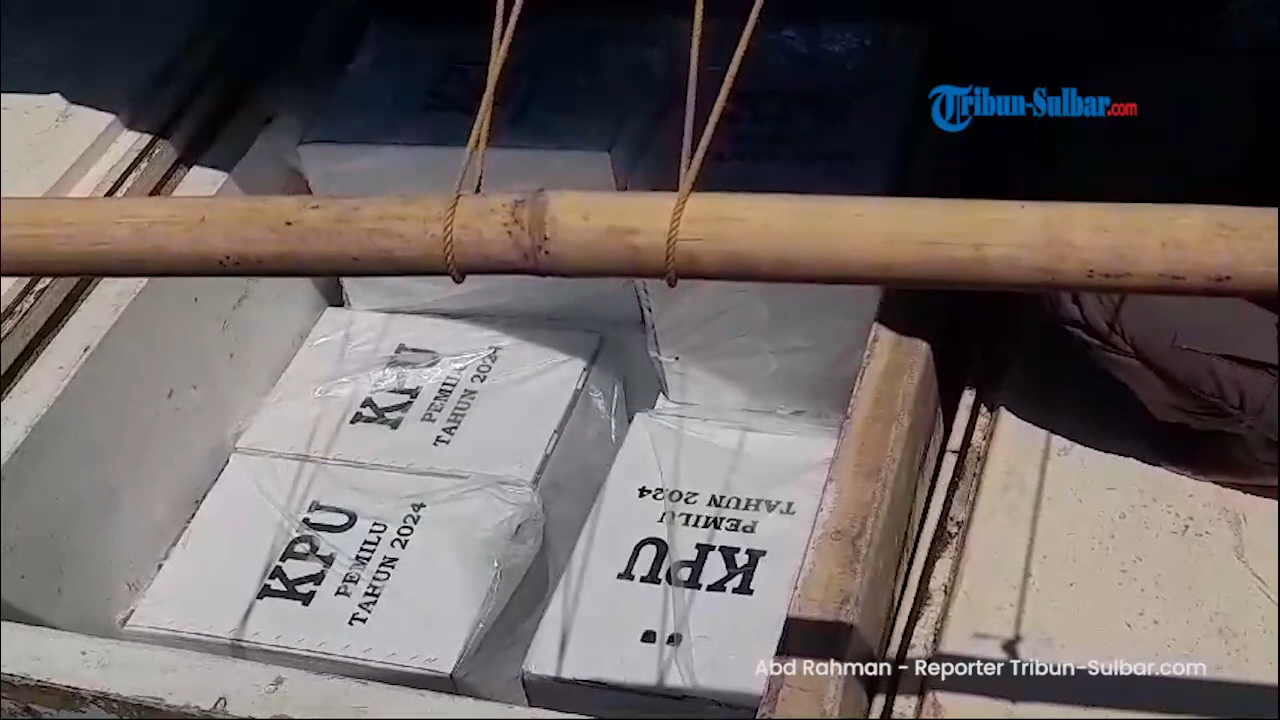 Tribun-Sulbar.com
KPU
PEMILU
TAHUN 2024
KPU
PEMILU
TAHUN 2024
KPU
PEMILU
TAHUN 2024
Abd Rahman - Reporter Tribun-Sulbar.com